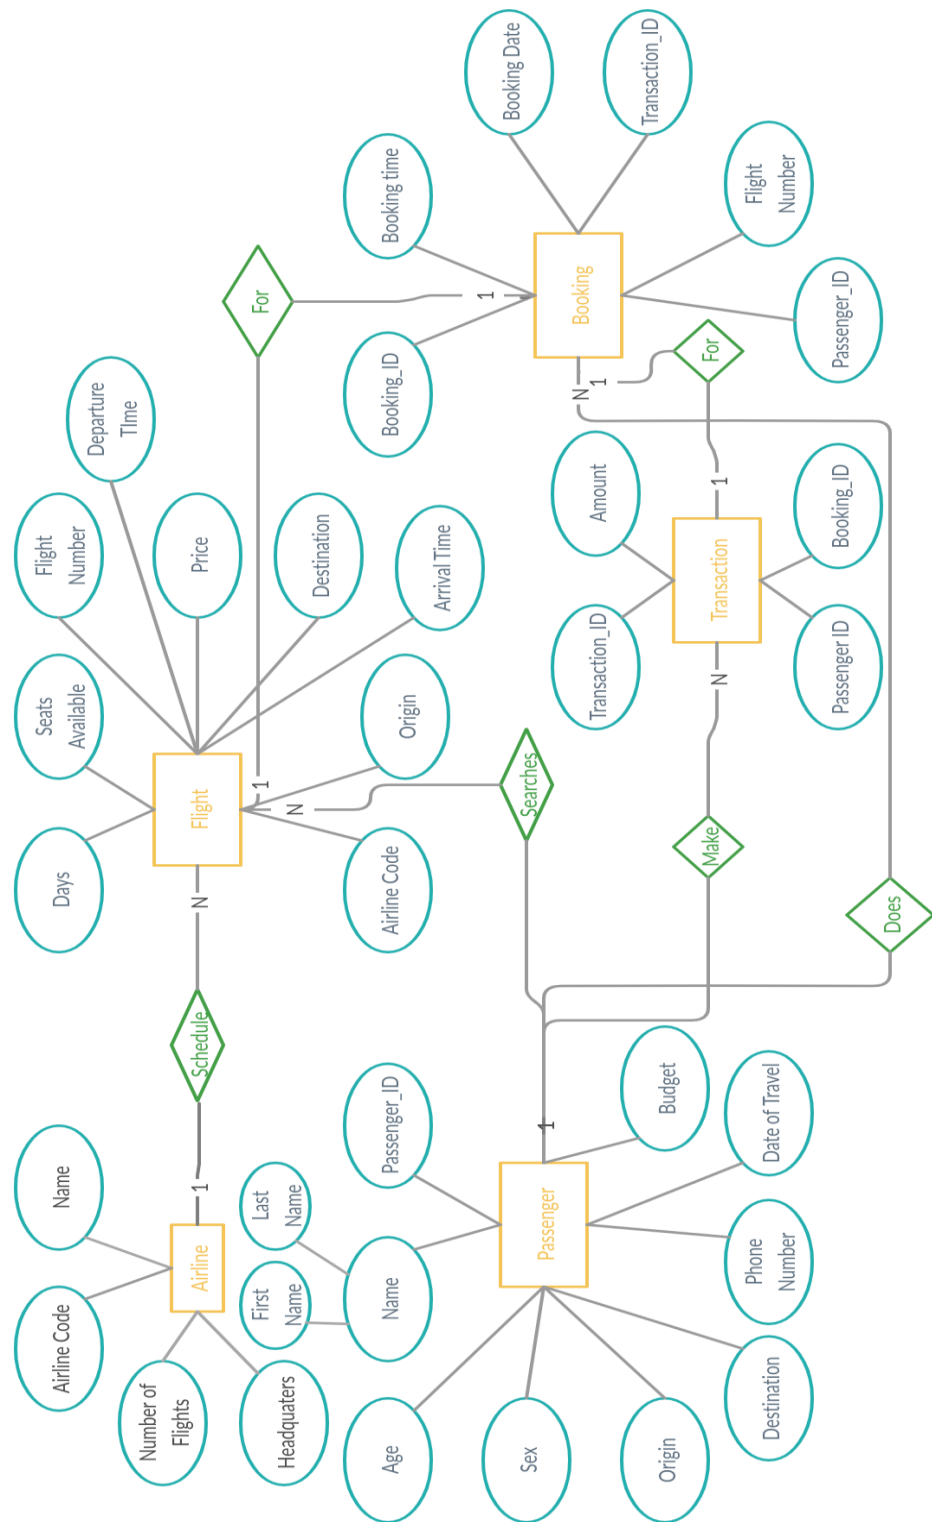 Airline Code
Name
Number of
Flights
Headquaters
Airline
1
Schedule
N
Flight
Days
Seats
Available
Flight
Number
Departure
TIme
Price
Destination
Arrival Time
Origin
Airline Code
1
N
For
Searches
First
Name
Last
Name
Name
Passenger_ID
Age
Sex
Origin
Destination
Phone
Number
Date of Travel
Budget
Passenger
1
Make
Does
N
Transaction
Transaction_ID
Amount
Passenger ID
Booking_ID
1
For
1
N
1
Booking
Booking_ID
Booking time
Booking Date
Transaction_ID
Flight
Number
Passenger_ID